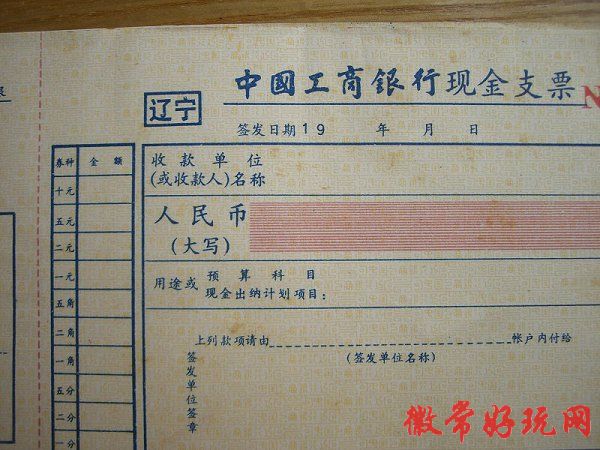 中国工商银行现金支票 N
辽宁
签发日期19 年 月 日
券种 金额
十元
五元
二元
一元
五角
二角
一角
五分
二分
一分
收款单位
(或收款人)名称
人民币
(大写)
用途或 预算科目
现金出纳计划项目:
上列款项请由 帐户内付给
(签发单位名称)
签发单位签章
徽常好玩网